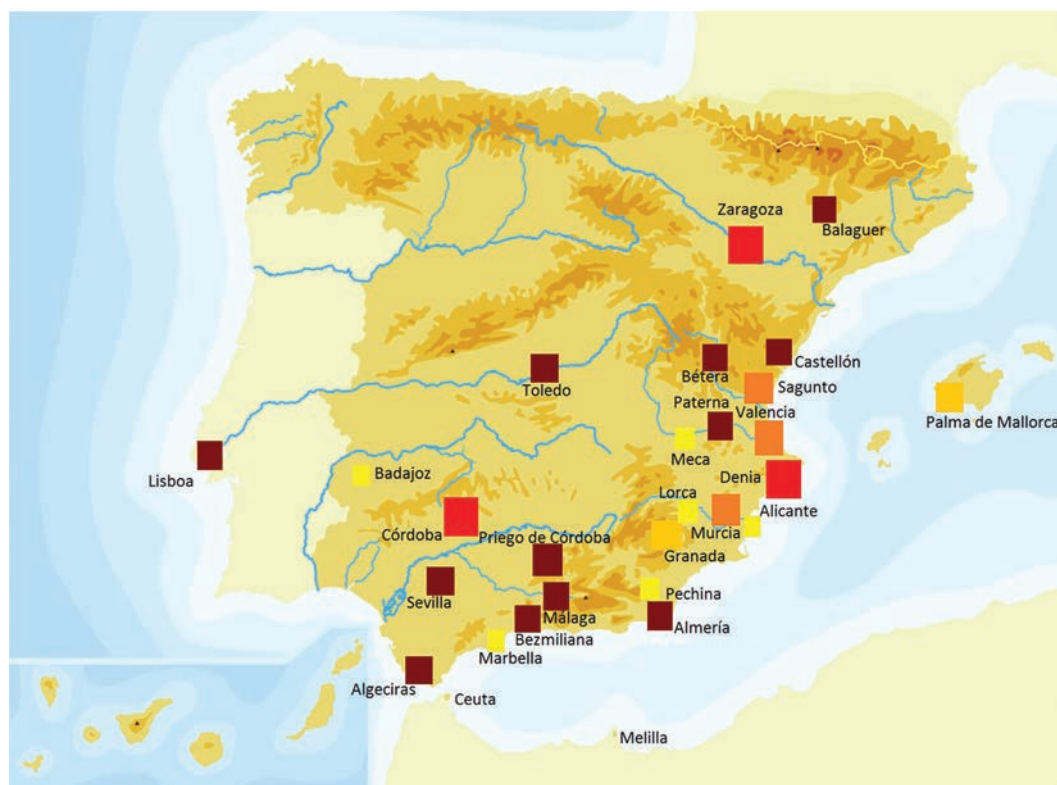 Zaragoza
Balaguer
Castellón
Bétera
Toledo
Sagunto
Paterna
Valencia
Palma de Mallorca
Meca
Lisboa
Badajoz
Denia
Lorca
Alicante
Córdoba
Priego de Córdoba
Murcia
Granada
Pechina
Sevilla
Málaga
Almería
Bezmiliana
Marbella
Algeciras
Ceuta
Melilla